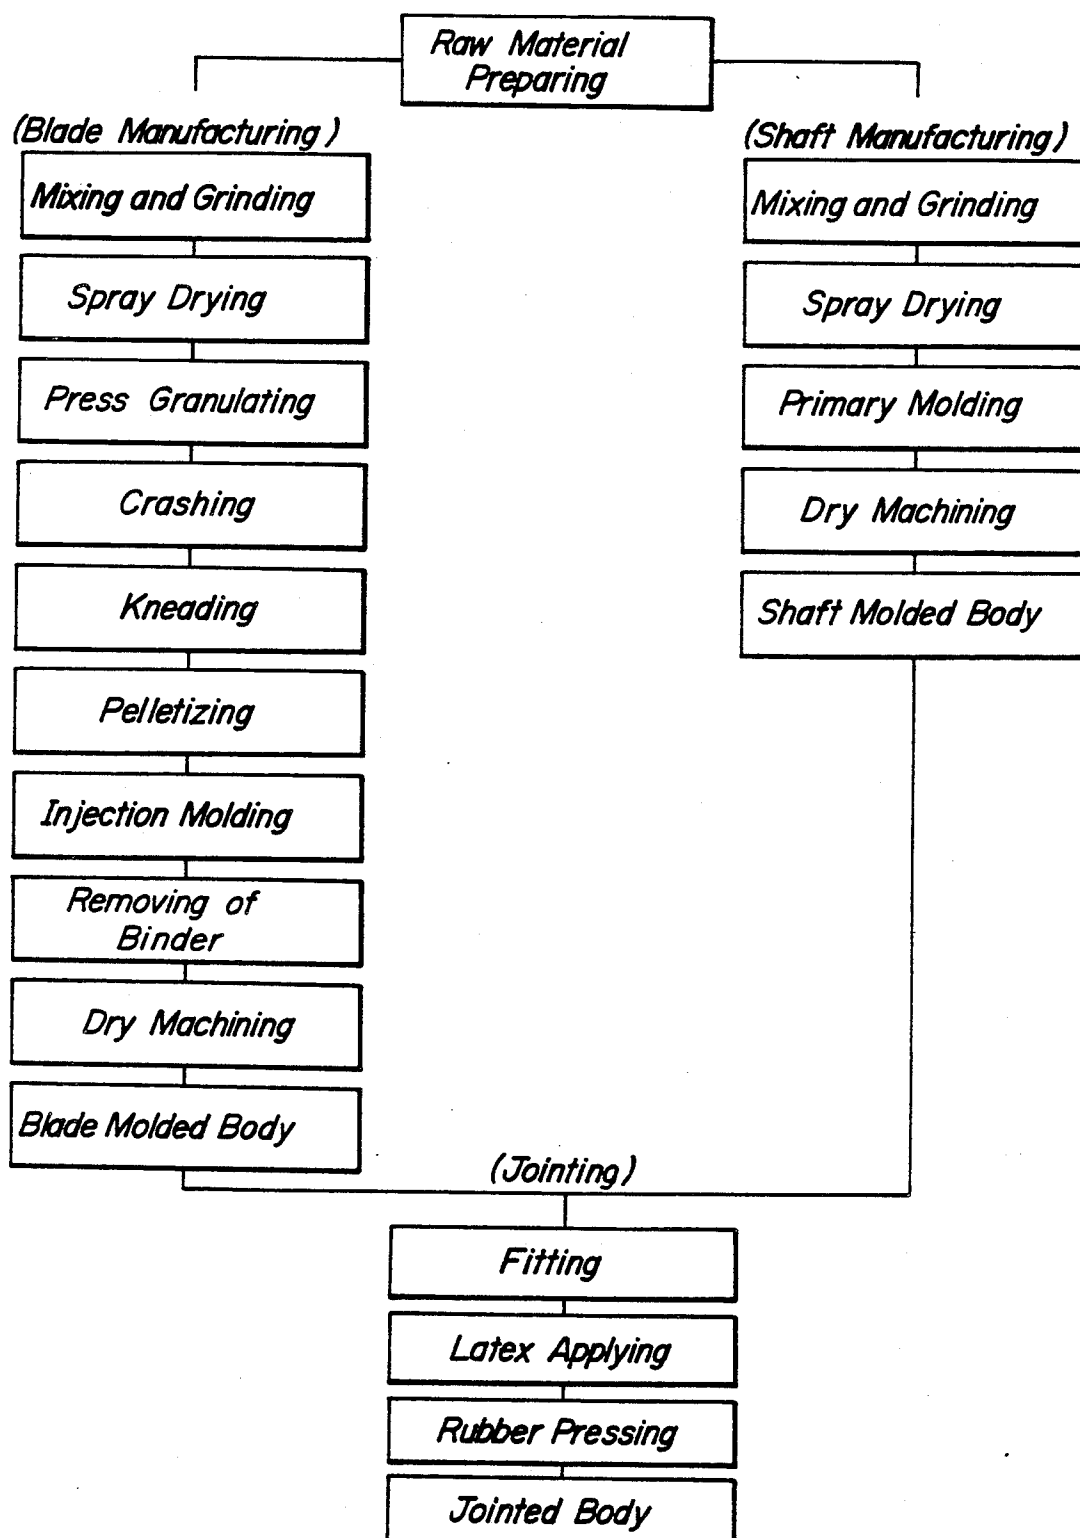 Raw Material
Preparing
(Blade Manufacturing)
Mixing and Grinding
Spray Drying
Press Granulating
Crashing
Kneading
Pelletizing
Injection Molding
Removing of
Binder
Dry Machining
Blade Molded Body
(Shaft Manufacturing)
Mixing and Grinding
Spray Drying
Primary Molding
Dry Machining
Shaft Molded Body
(Jointing)
Fitting
Latex Applying
Rubber Pressing
Jointed Body